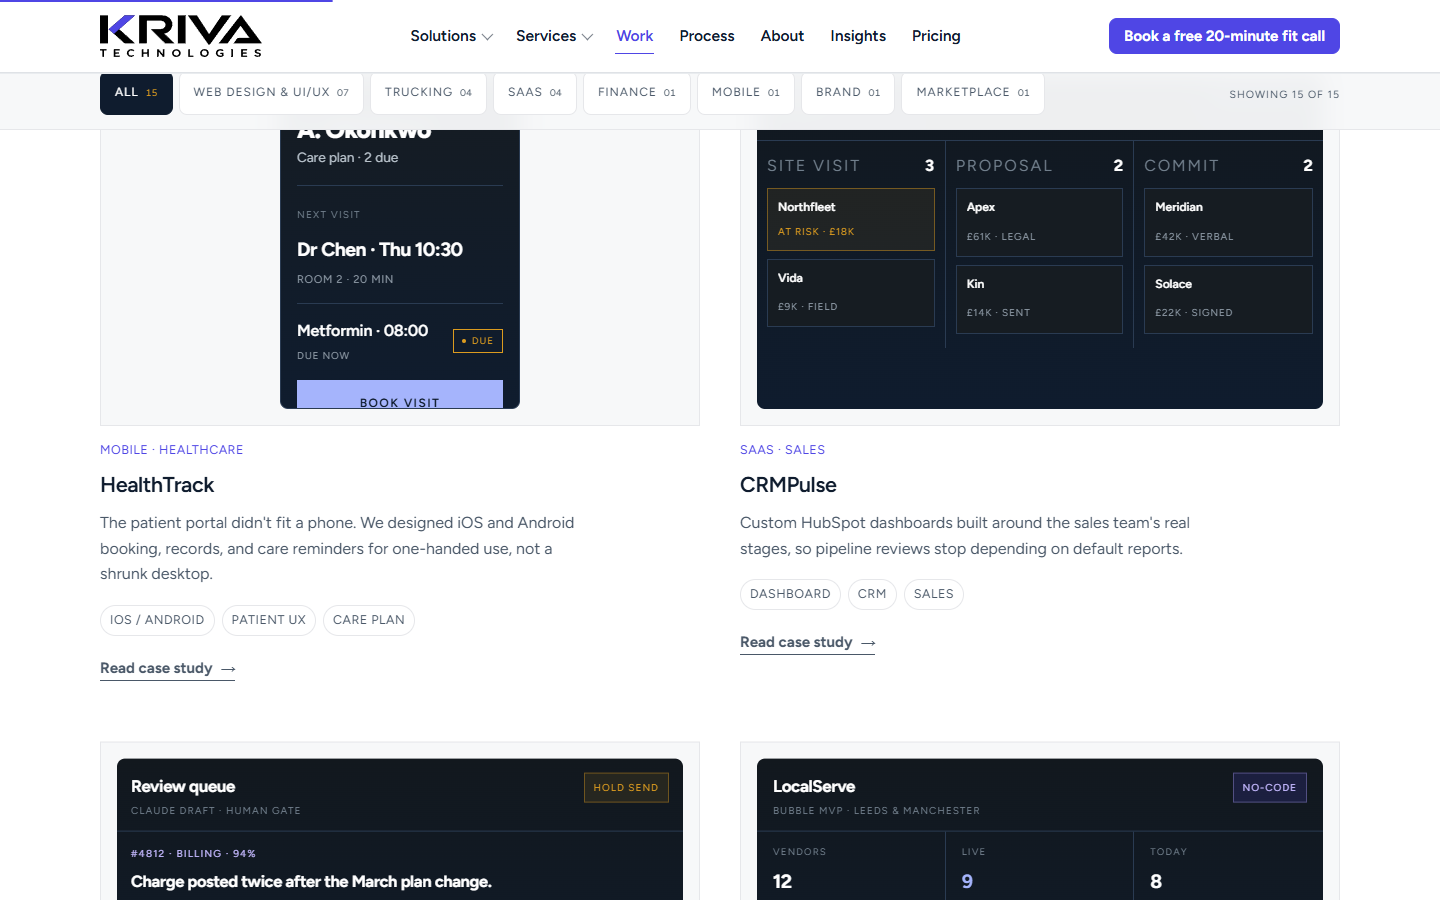 KRIVA
TECHNOLOGIES
Solutions
Services
Work
Process
About
Insights
Pricing
Book a free 20-minute fit call
ALL 15
WEB DESIGN & UI/UX 07
TRUCKING 04
SAAS 04
FINANCE 01
MOBILE 01
BRAND 01
MARKETPLACE 01
SHOWING 15 OF 15
A. Okonkwo
Care plan · 2 due
NEXT VISIT
Dr Chen · Thu 10:30
ROOM 2 · 20 MIN
Metformin · 08:00
DUE NOW
• DUE
BOOK VISIT
SITE VISIT 3
Northfleet
AT RISK · £18K
Vida
£9K · FIELD
PROPOSAL 2
Apex
£61K · LEGAL
Kin
£14K · SENT
COMMIT 2
Meridian
£42K · VERBAL
Solace
£22K · SIGNED
MOBILE · HEALTHCARE
HealthTrack
The patient portal didn't fit a phone. We designed iOS and Android
booking, records, and care reminders for one-handed use, not a
shrunk desktop.
IOS / ANDROID
PATIENT UX
CARE PLAN
Read case study →
SAAS · SALES
CRMPulse
Custom HubSpot dashboards built around the sales team's real
stages, so pipeline reviews stop depending on default reports.
DASHBOARD
CRM
SALES
Read case study →
Review queue
CLAUDE DRAFT · HUMAN GATE
HOLD SEND
#4812 · BILLING · 94%
Charge posted twice after the March plan change.
LocalServe
BUBBLE MVP · LEEDS & MANCHESTER
NO-CODE
VENDORS
12
LIVE
9
TODAY
8